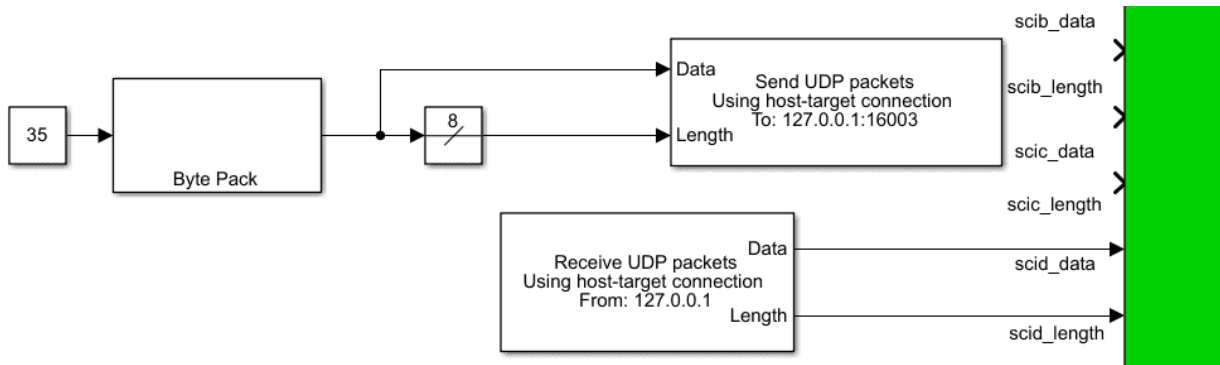 scib_data
Data
Send UDP packets
Using host-target connection
To: 127.0.0.1:16003
scib_length
35
8
Length
scic_data
Byte Pack
scic_length
Data
Receive UDP packets
Using host-target connection
From: 127.0.0.1
scid_data
Length
scid_length